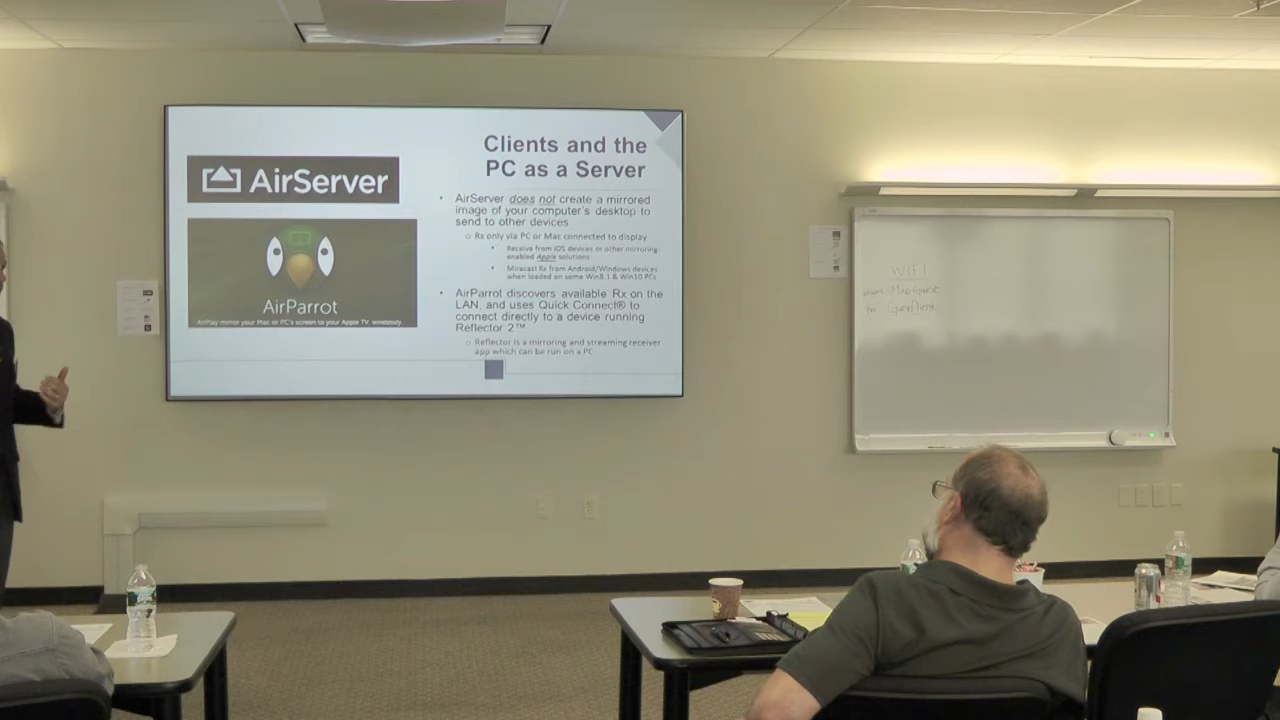 Clients and the
PC as a Server
AirServer
AirParrot
AirPlay mirror your Mac or PC's screen to your Apple TV, wirelessly.
• AirServer does not create a mirrored
image of your computer's desktop to
send to other devices
o Rx only via PC or Mac connected to display
• Receive from iOS devices or other mirroring-
enabled Apple solutions
• Miracast Rx from Android/Windows devices
when loaded on some Win8.1 & Win10 PCs
• AirParrot discovers available Rx on the
LAN, and uses Quick Connect® to
connect directly to a device running
Reflector 2™
o Reflector is a mirroring and streaming receiver
app which can be run on a PC
WIFI